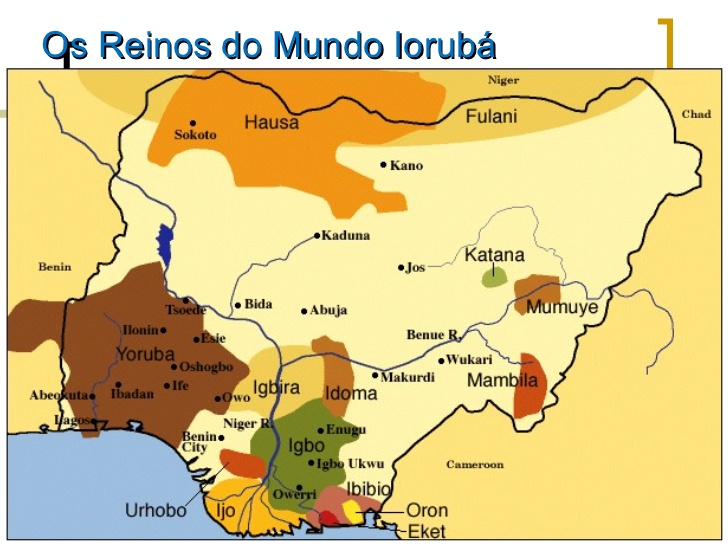 Os Reinos do Mundo Iorubá
Niger
Chad
Hausa
Fulani
Sokoto
Kano
Kaduna
Benin
Jos
Katana
Tsoede
Bida
Abuja
Mumuye
Ilonin
Esie
Benue R.
Yoruba
Oshogbo
Wukari
Makurdi
Mambila
Abeokuta
Ibadan
Ife
Owo
Igbira
Idoma
Lagos
Niger R.
Benin
City
Enugu
Igbo
Igbo Ukwu
Cameroon
Owerri
Ibibio
Urhobo
Ijo
Oron
Eket